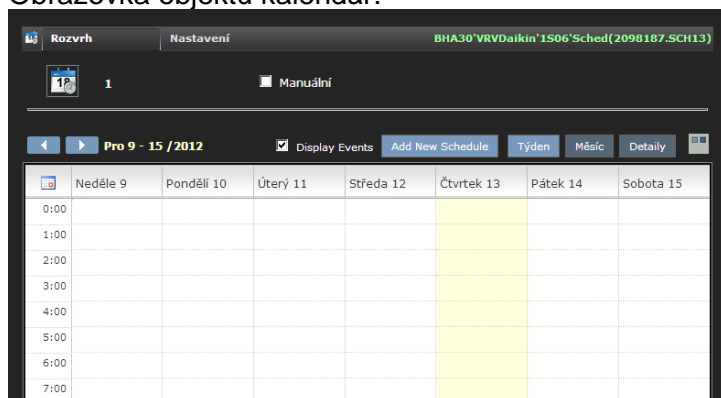 Obrazovka objektu kalendář:
Rozvrh Nastavení BHA30'VRVDaikin'1S06'Sched(2098187.SCH13)
18 1 Manuální
Pro 9 - 15 /2012 Display Events Add New Schedule Týden Měsíc Detaily
Neděle 9 Pondělí 10 Úterý 11 Středa 12 Čtvrtek 13 Pátek 14 Sobota 15
0:00
1:00
2:00
3:00
4:00
5:00
6:00
7:00